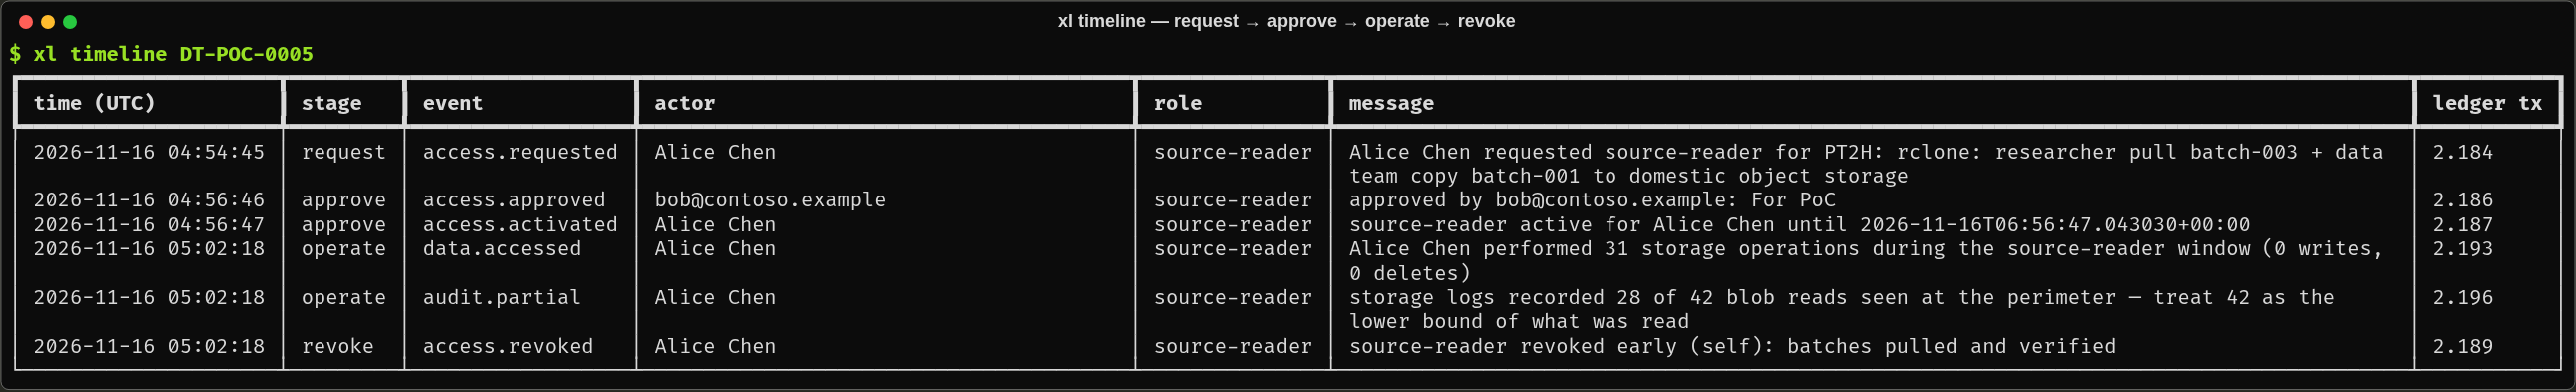 xl timeline — request → approve → operate → revoke
$ xl timeline DT-POC-0005
time (UTC) stage event actor role message ledger tx
2026-11-16 04:54:45 request access.requested Alice Chen source-reader Alice Chen requested source-reader for PT2H: rclone: researcher pull batch-003 + data 2.184
team copy batch-001 to domestic object storage
2026-11-16 04:56:46 approve access.approved bob@contoso.example source-reader approved by bob@contoso.example: For PoC 2.186
2026-11-16 04:56:47 approve access.activated Alice Chen source-reader source-reader active for Alice Chen until 2026-11-16T06:56:47.043030+00:00 2.187
2026-11-16 05:02:18 operate data.accessed Alice Chen source-reader Alice Chen performed 31 storage operations during the source-reader window (0 writes, 2.193
0 deletes)
2026-11-16 05:02:18 operate audit.partial Alice Chen source-reader storage logs recorded 28 of 42 blob reads seen at the perimeter — treat 42 as the 2.196
lower bound of what was read
2026-11-16 05:02:18 revoke access.revoked Alice Chen source-reader source-reader revoked early (self): batches pulled and verified 2.189